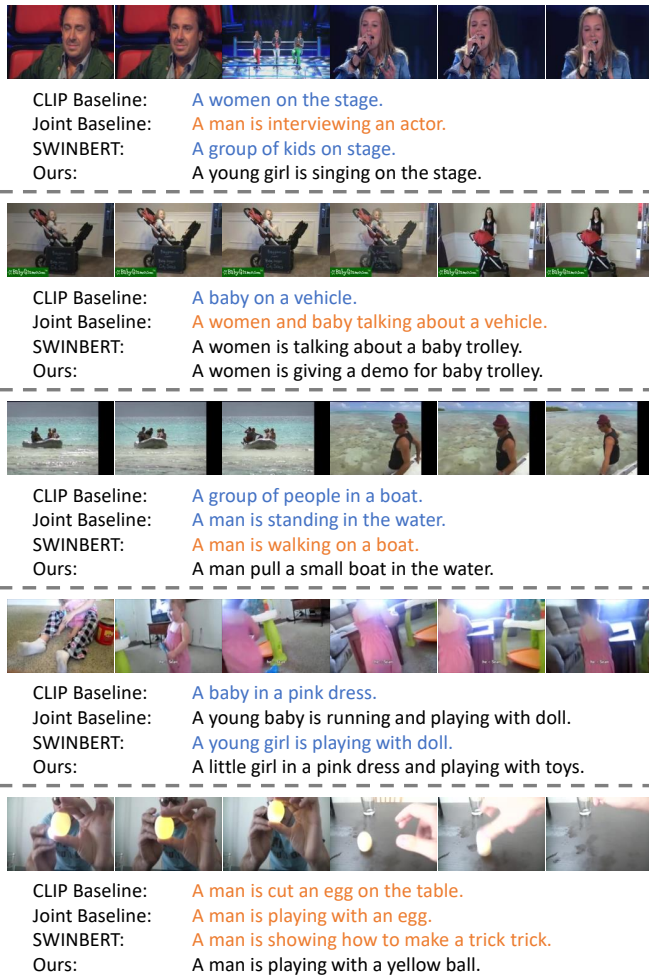 CLIP Baseline: A women on the stage.
Joint Baseline: A man is interviewing an actor.
SWINBERT: A group of kids on stage.
Ours: A young girl is singing on the stage.
CLIP Baseline: A baby on a vehicle.
Joint Baseline: A women and baby talking about a vehicle.
SWINBERT: A women is talking about a baby trolley.
Ours: A women is giving a demo for baby trolley.
CLIP Baseline: A group of people in a boat.
Joint Baseline: A man is standing in the water.
SWINBERT: A man is walking on a boat.
Ours: A man pull a small boat in the water.
CLIP Baseline: A baby in a pink dress.
Joint Baseline: A young baby is running and playing with doll.
SWINBERT: A young girl is playing with doll.
Ours: A little girl in a pink dress and playing with toys.
CLIP Baseline: A man is cut an egg on the table.
Joint Baseline: A man is playing with an egg.
SWINBERT: A man is showing how to make a trick trick.
Ours: A man is playing with a yellow ball.